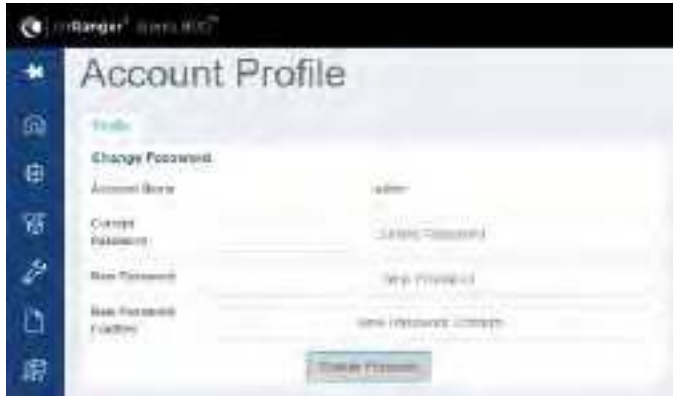 Account Profile
Profile
Change Password
Account Name
admin
Current
Password
Current Password
New Password
New Password
New Password
Confirm
New Password Confirm
Change Password